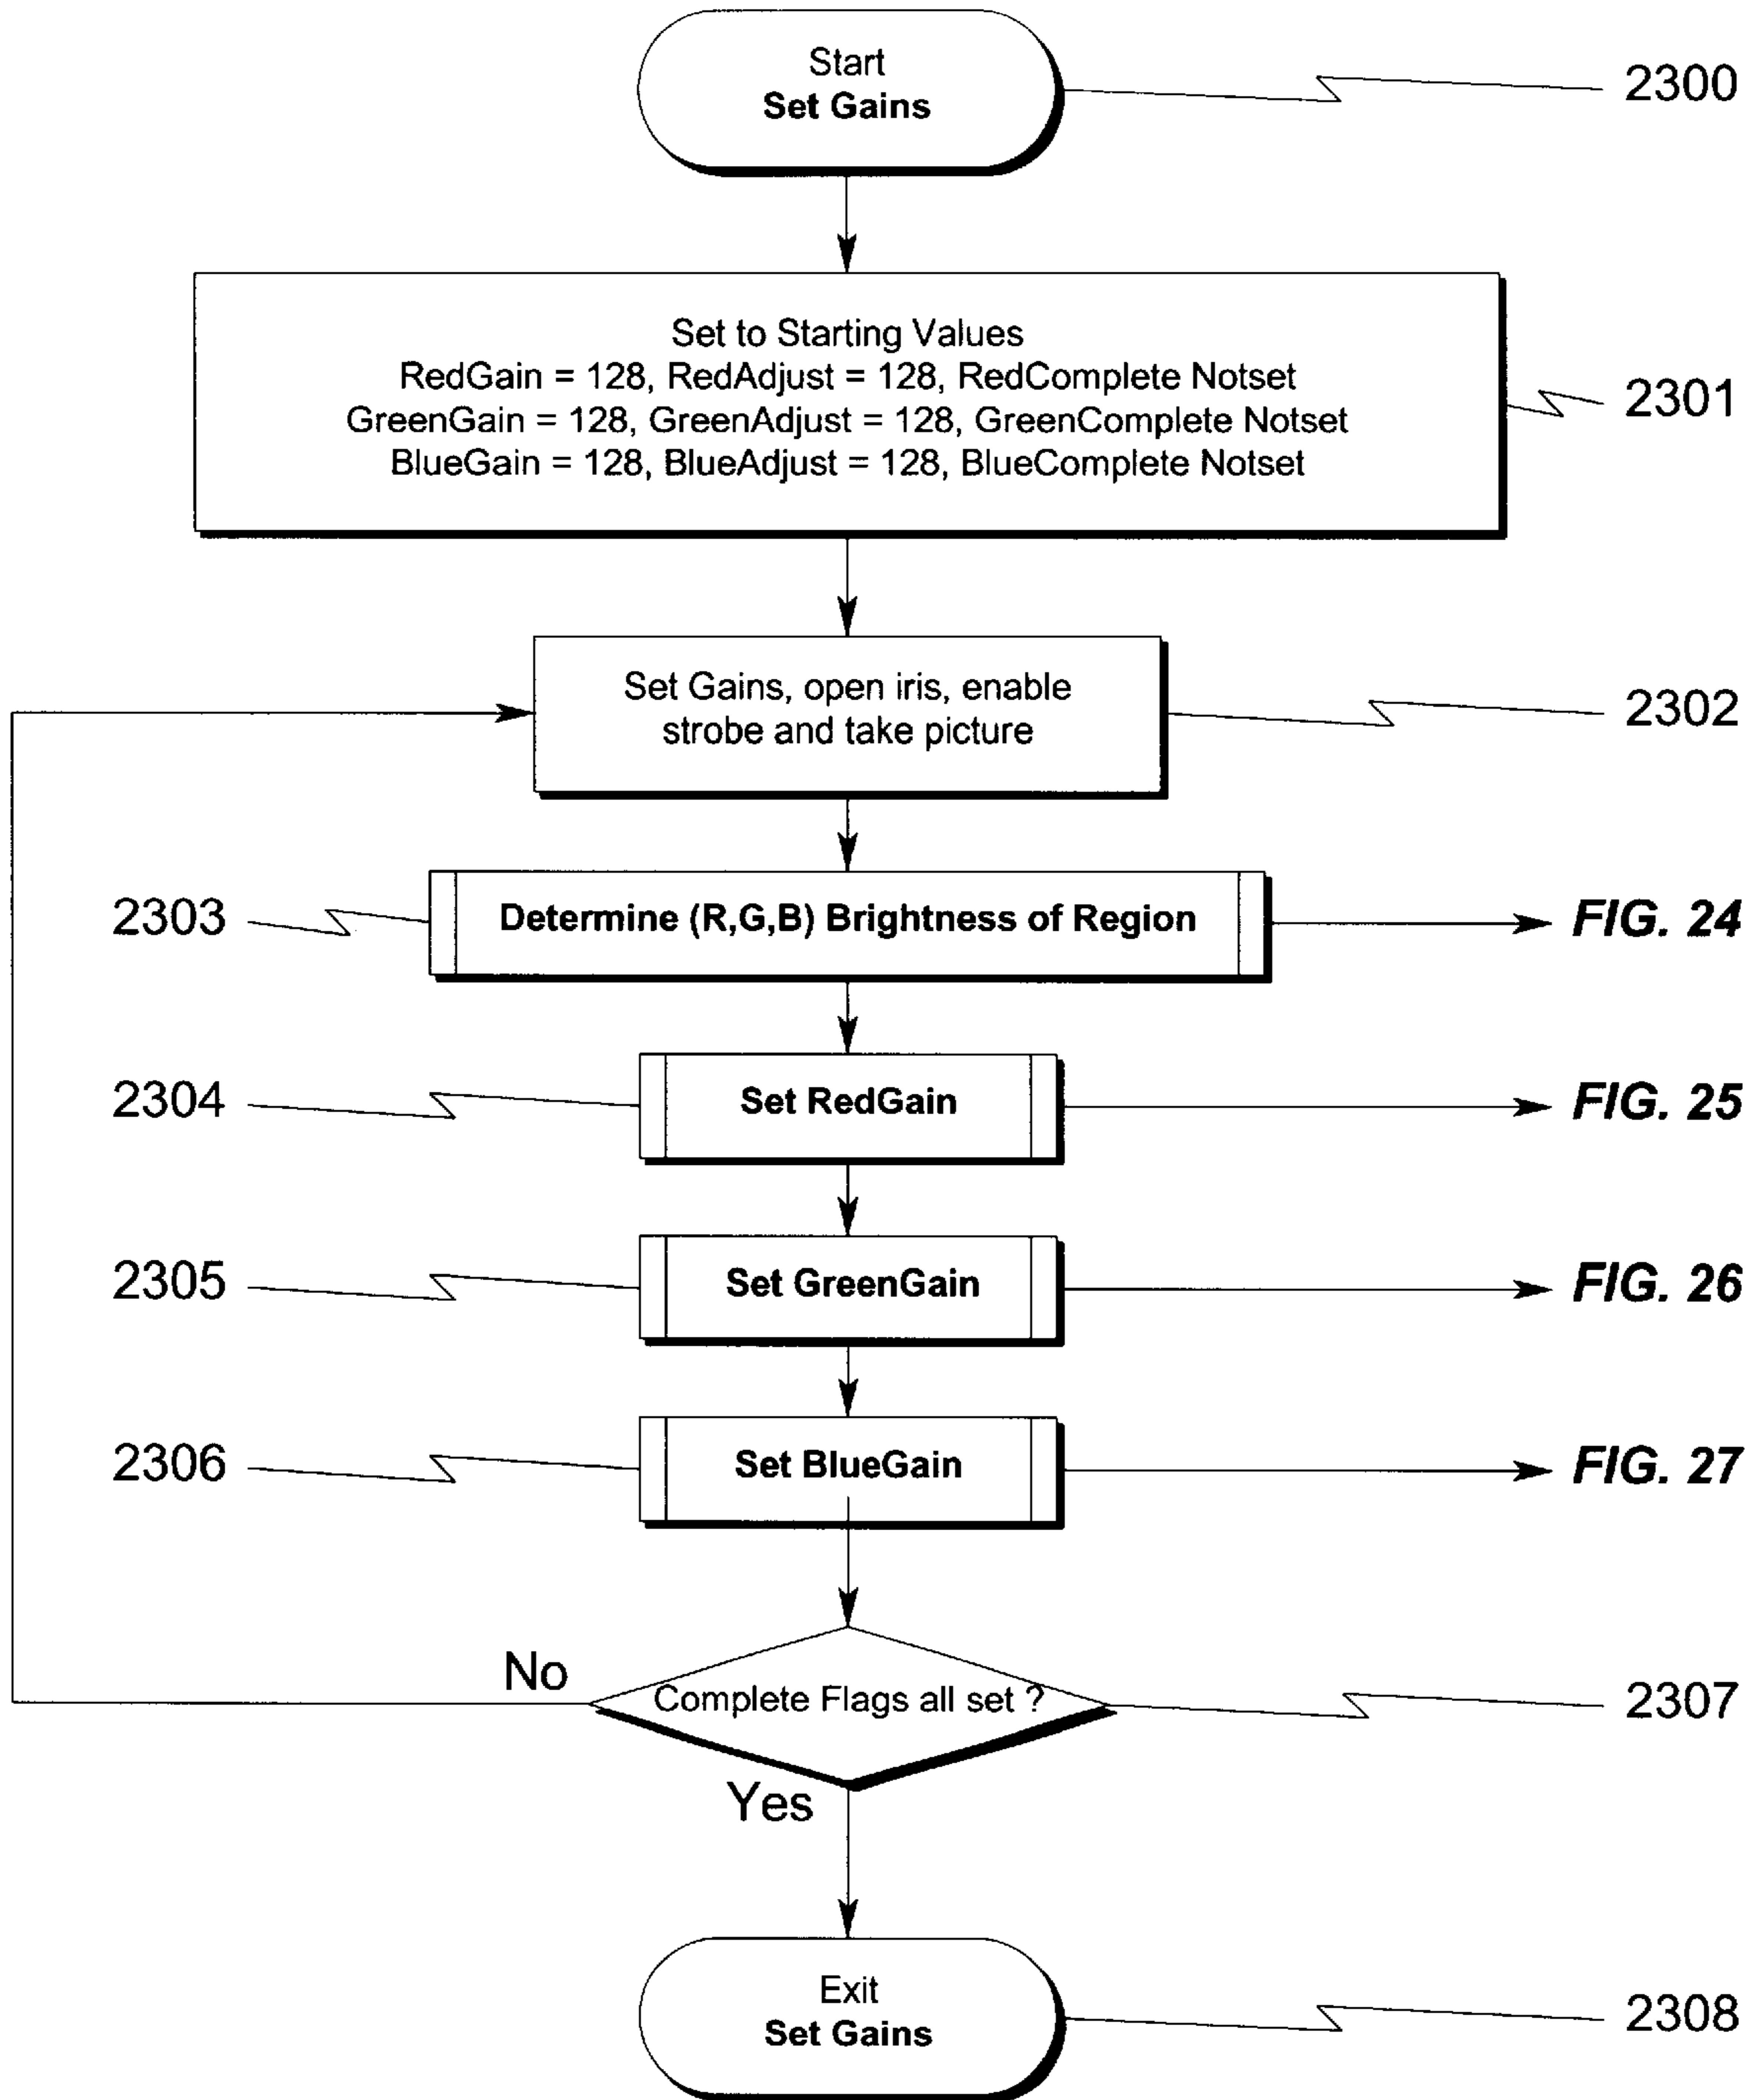 Start
Set Gains
2300
Set to Starting Values
RedGain = 128, RedAdjust = 128, RedComplete Notset
GreenGain = 128, GreenAdjust = 128, GreenComplete Notset
BlueGain = 128, BlueAdjust = 128, BlueComplete Notset
2301
Set Gains, open iris, enable
strobe and take picture
2302
2303
Determine (R,G,B) Brightness of Region
FIG. 24
2304
Set RedGain
FIG. 25
2305
Set GreenGain
FIG. 26
2306
Set BlueGain
FIG. 27
No
Complete Flags all set ?
2307
Yes
Exit
Set Gains
2308